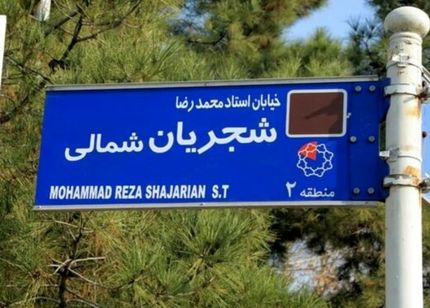 خیابان استاد محمد رضا
شجریان شمالی
MOHAMMAD REZA SHAJARIAN S.T
منطقه ۲